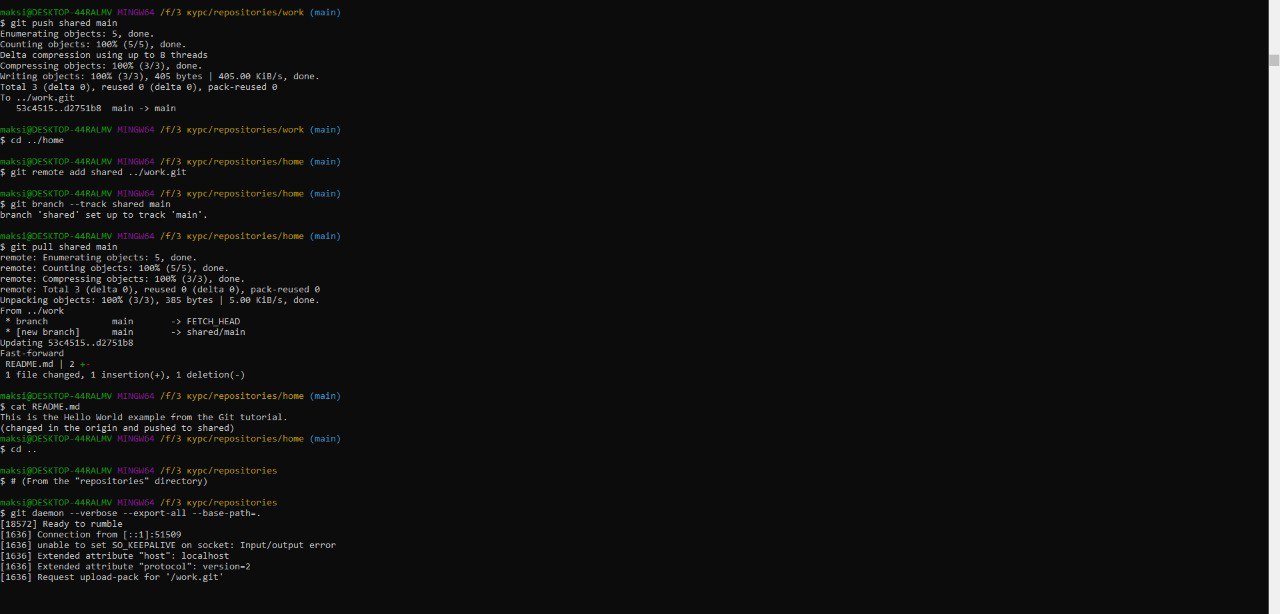 maksi@DESKTOP-44RALMV MINGW64 /f/3 курс/repositories/work (main)
$ git push shared main
Enumerating objects: 5, done.
Counting objects: 100% (5/5), done.
Delta compression using up to 8 threads
Compressing objects: 100% (3/3), done.
Writing objects: 100% (3/3), 405 bytes | 405.00 KiB/s, done.
Total 3 (delta 0), reused 0 (delta 0), pack-reused 0
To ../work.git
   53c4515..d2751b8  main -> main
maksi@DESKTOP-44RALMV MINGW64 /f/3 курс/repositories/work (main)
$ cd ../home
maksi@DESKTOP-44RALMV MINGW64 /f/3 курс/repositories/home (main)
$ git remote add shared ../work.git
maksi@DESKTOP-44RALMV MINGW64 /f/3 курс/repositories/home (main)
$ git branch --track shared main
branch 'shared' set up to track 'main'.
maksi@DESKTOP-44RALMV MINGW64 /f/3 курс/repositories/home (main)
$ git pull shared main
remote: Enumerating objects: 5, done.
remote: Counting objects: 100% (5/5), done.
remote: Compressing objects: 100% (3/3), done.
remote: Total 3 (delta 0), reused 0 (delta 0), pack-reused 0
Unpacking objects: 100% (3/3), 385 bytes | 5.00 KiB/s, done.
From ../work
 * branch            main       -> FETCH_HEAD
 * [new branch]      main       -> shared/main
Updating 53c4515..d2751b8
Fast-forward
 README.md | 2 +-
 1 file changed, 1 insertion(+), 1 deletion(-)
maksi@DESKTOP-44RALMV MINGW64 /f/3 курс/repositories/home (main)
$ cat README.md
This is the Hello World example from the Git tutorial.
(changed in the origin and pushed to shared)
maksi@DESKTOP-44RALMV MINGW64 /f/3 курс/repositories/home (main)
$ cd ..
maksi@DESKTOP-44RALMV MINGW64 /f/3 курс/repositories
$ # (From the "repositories" directory)
maksi@DESKTOP-44RALMV MINGW64 /f/3 курс/repositories
$ git daemon --verbose --export-all --base-path=.
[18572] Ready to rumble
[1636] Connection from [::1]:51509
[1636] unable to set SO_KEEPALIVE on socket: Input/output error
[1636] Extended attribute "host": localhost
[1636] Extended attribute "protocol": version=2
[1636] Request upload-pack for '/work.git'